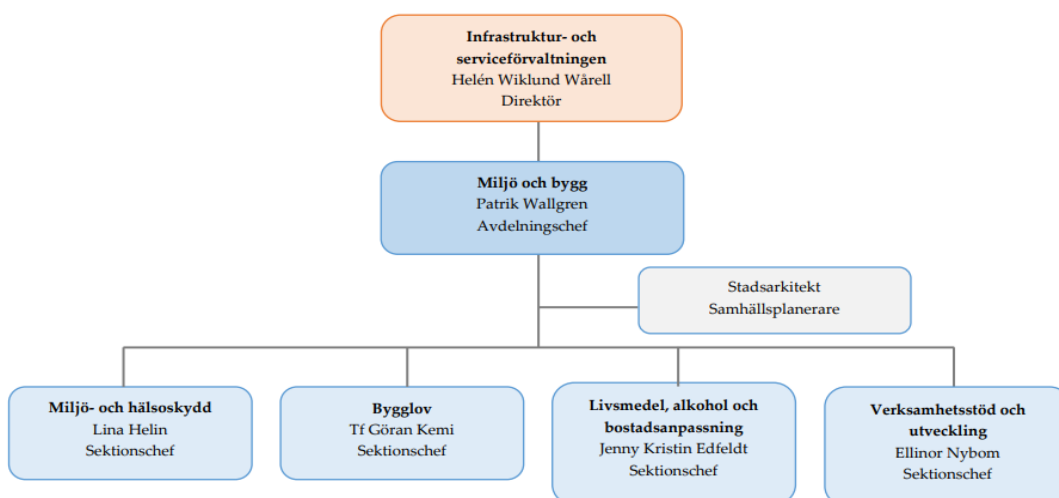 Infrastruktur- och
serviceförvaltningen
Helén Wiklund Wårell
Direktör
Miljö och bygg
Patrik Wallgren
Avdelningschef
Stadsarkitekt
Samhällsplanerare
Miljö- och hälsoskydd
Lina Helin
Sektionschef
Bygglov
Tf Göran Kemi
Sektionschef
Livsmedel, alkohol och
bostadsanpassning
Jenny Kristin Edfeldt
Sektionschef
Verksamhetsstöd och
utveckling
Ellinor Nybom
Sektionschef